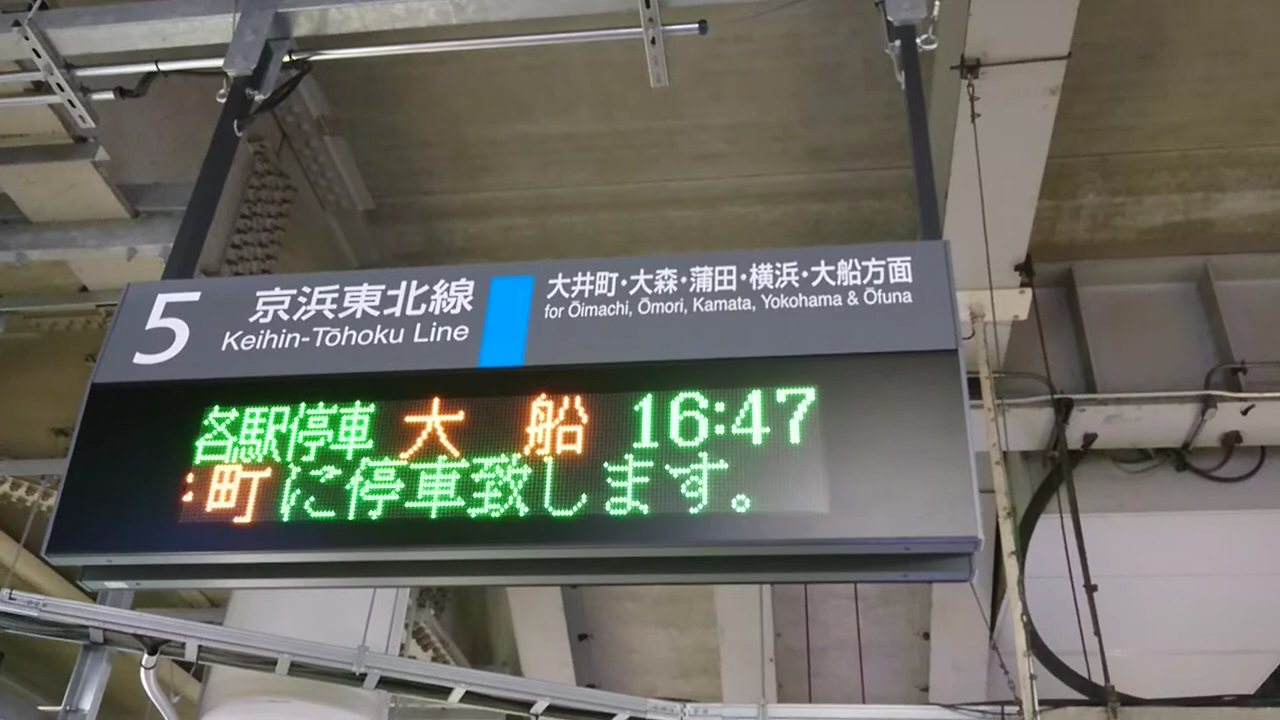 5 京浜東北線 大井町・大森・蒲田・横浜・大船方面
Keihin-Tōhoku Line for Ōimachi, Ōmori, Kamata, Yokohama & Ōfuna
各駅停車 大 船 16:47
町に停車致します。